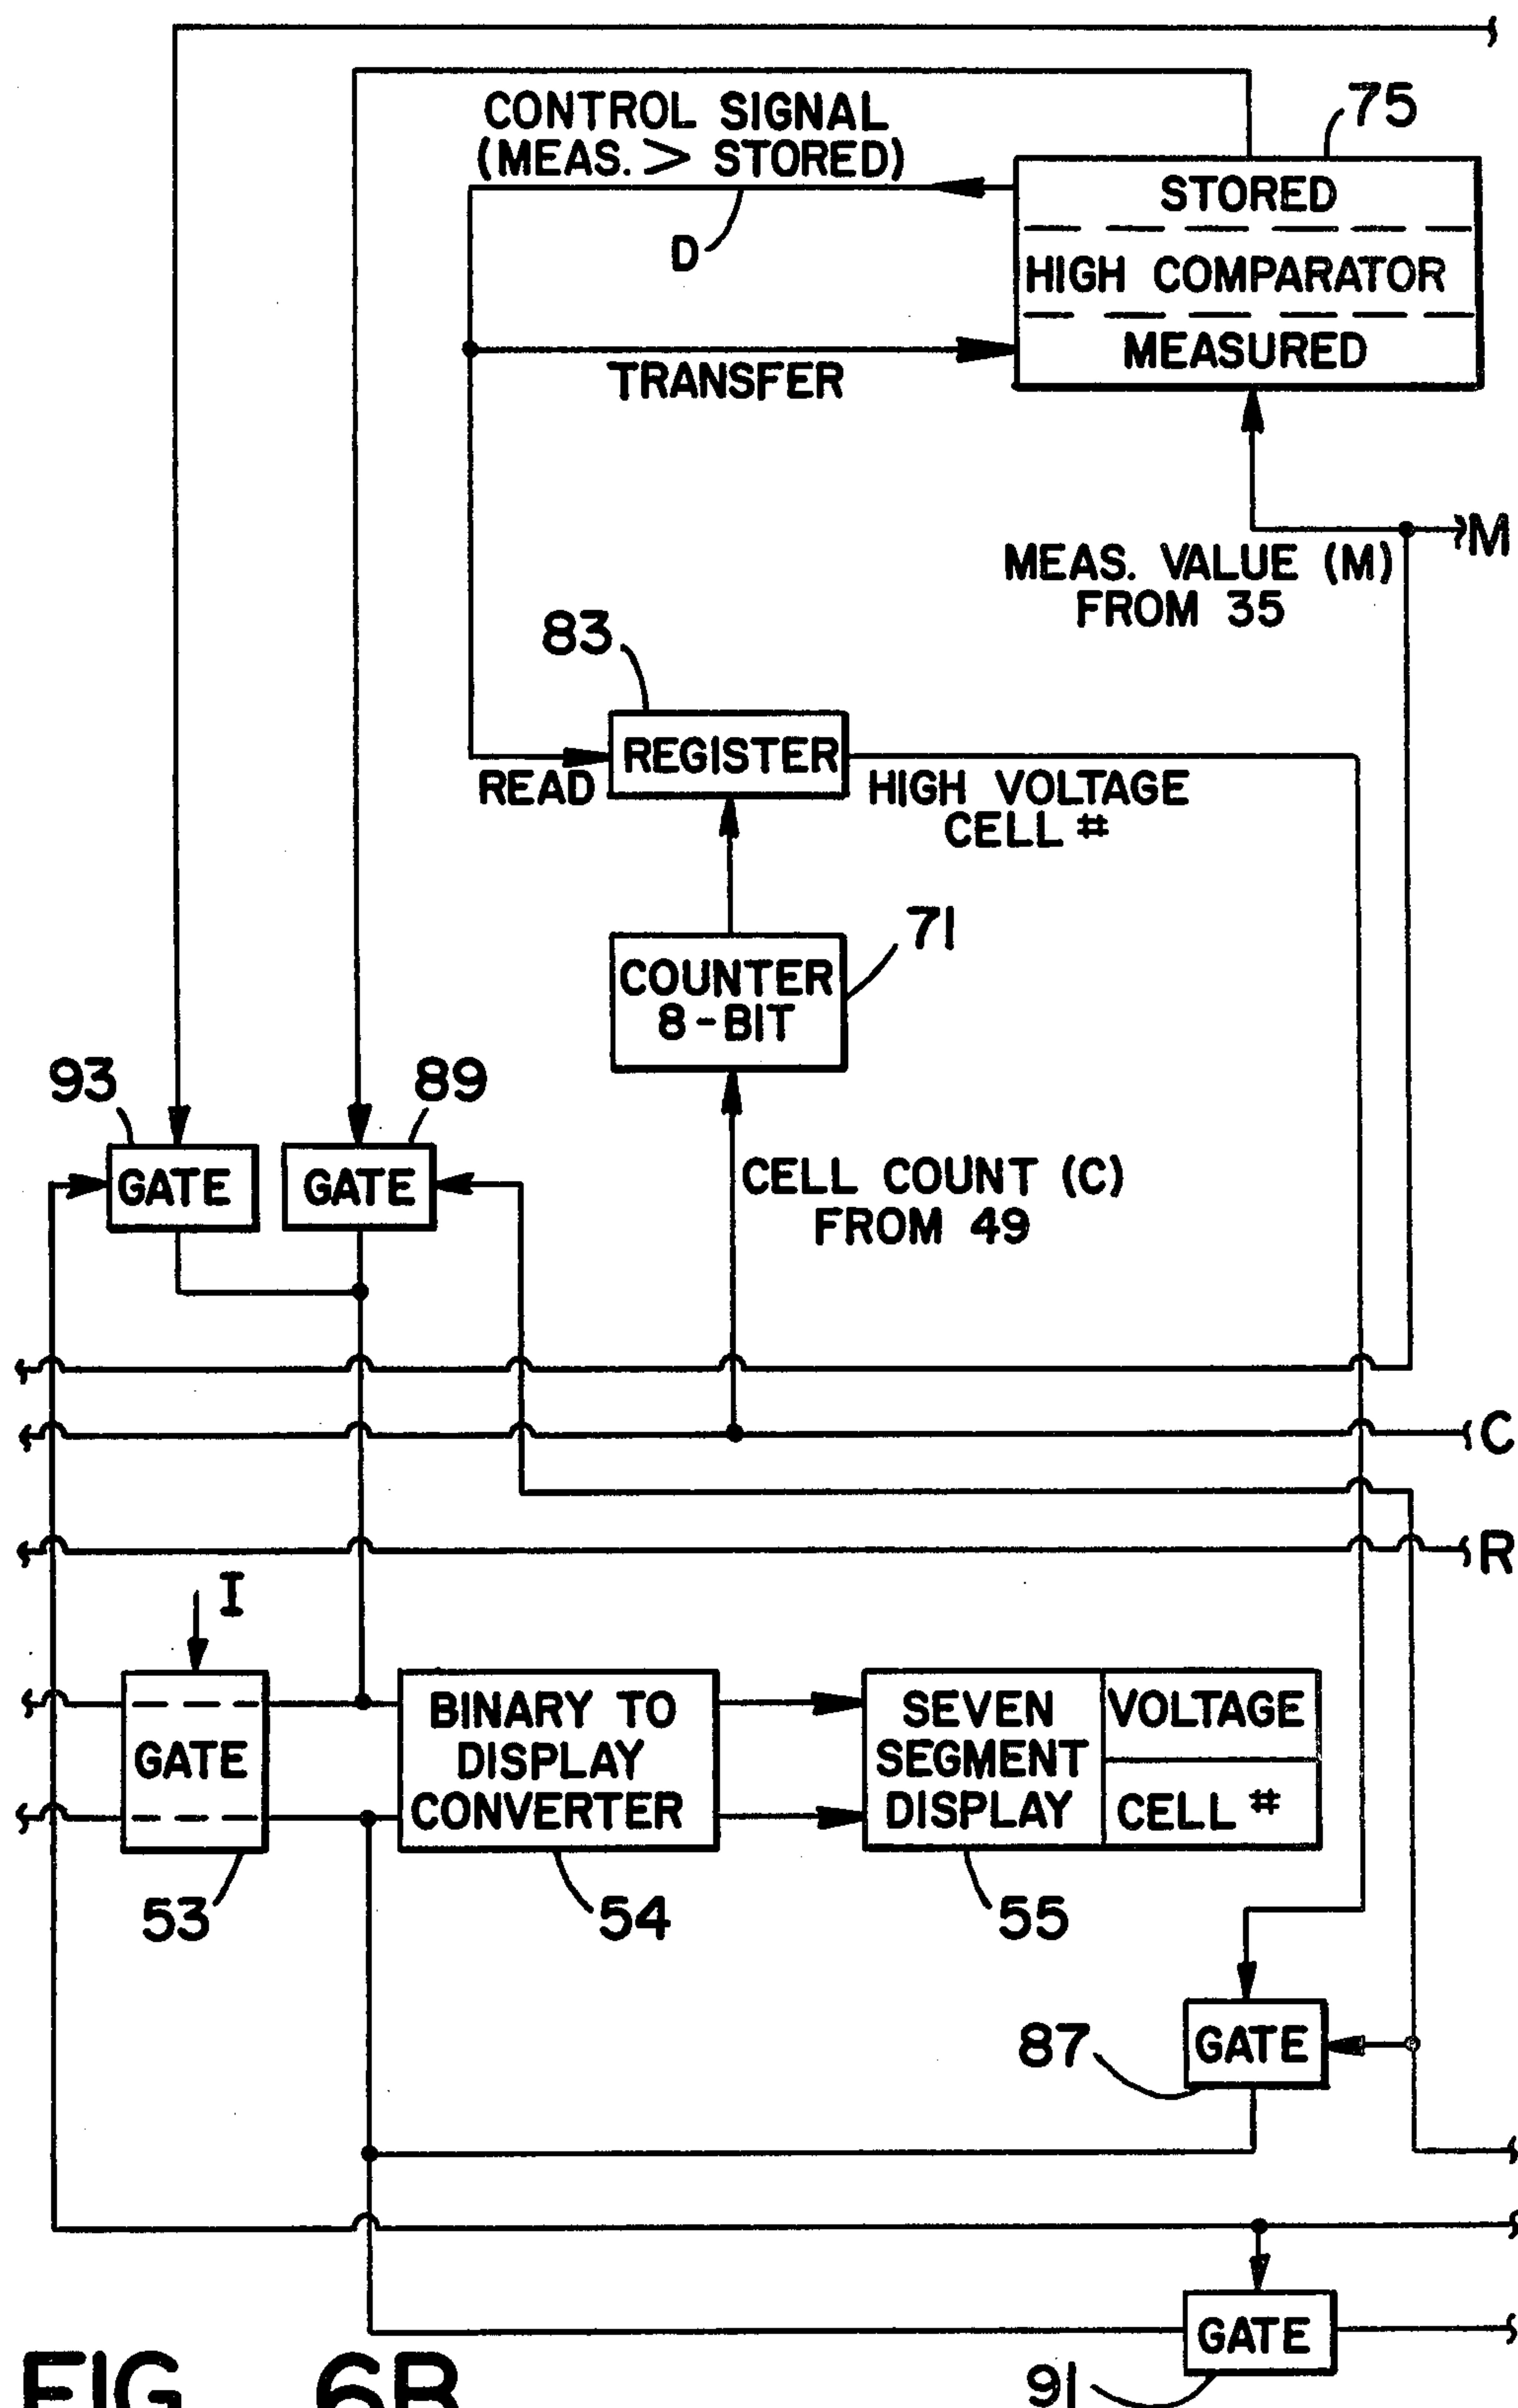 CONTROL SIGNAL
(MEAS. > STORED)
75
STORED
D
HIGH COMPARATOR
MEASURED
TRANSFER
M
MEAS. VALUE (M)
FROM 35
83
REGISTER
READ
HIGH VOLTAGE
CELL #
71
COUNTER
8-BIT
93
89
GATE
GATE
CELL COUNT (C)
FROM 49
C
R
I
GATE
BINARY TO
DISPLAY
CONVERTER
SEVEN
SEGMENT
DISPLAY
VOLTAGE
CELL #
53
54
55
87
GATE
GATE
91
FIG. 6B